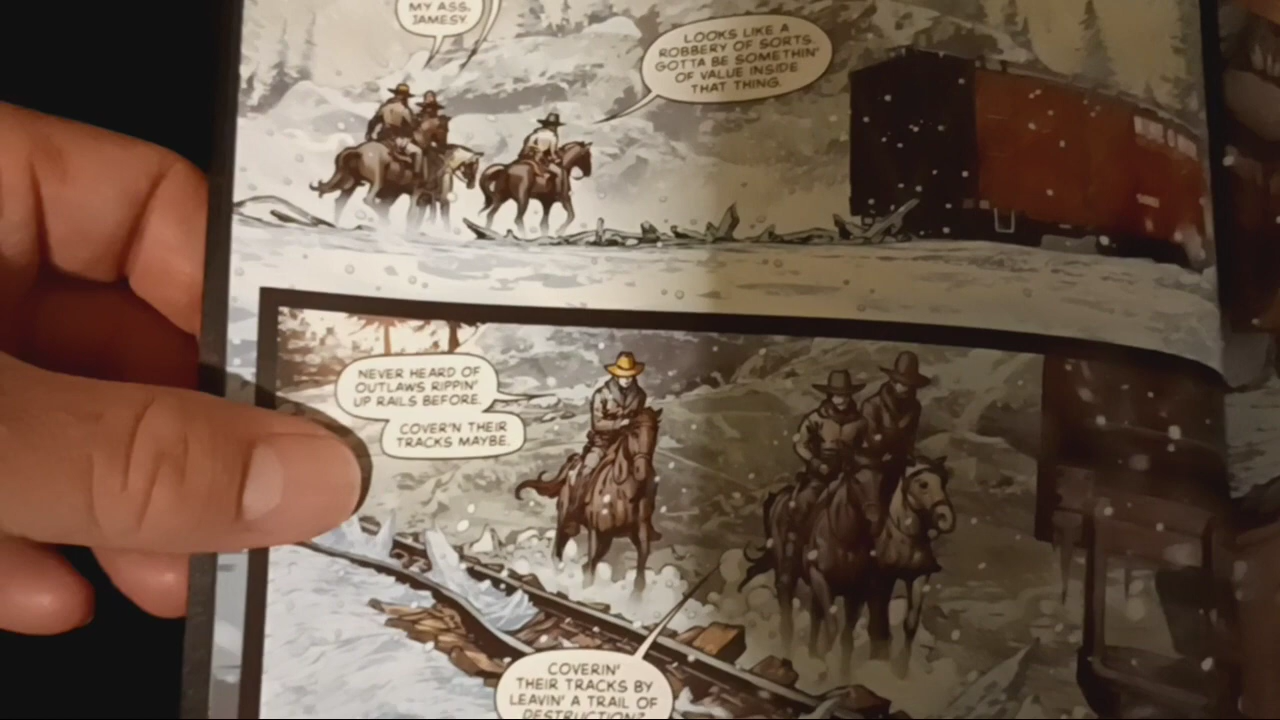 MY ASS,
JAMESY.
LOOKS LIKE A
ROBBERY OF SORTS.
GOTTA BE SOMETHIN'
OF VALUE INSIDE
THAT THING.
NEVER HEARD OF
OUTLAWS RIPPIN'
UP RAILS BEFORE.
COVER'N THEIR
TRACKS MAYBE.
COVERIN'
THEIR TRACKS BY
LEAVIN' A TRAIL OF
DESTRUCTION?